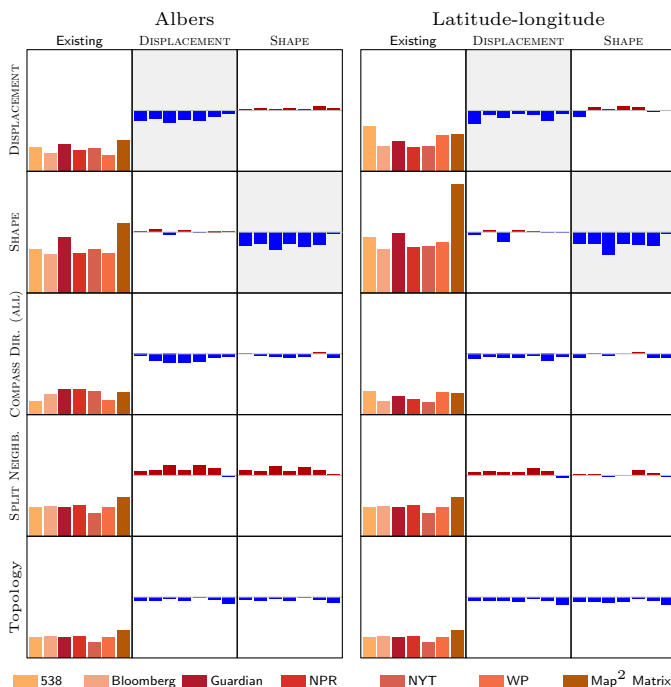 Albers
Latitude-longitude
Existing DISPLACEMENT SHAPE
Existing DISPLACEMENT SHAPE
DISPLACEMENT
SHAPE
COMPASS DIR. (ALL)
SPLIT NEIGHB.
Topology
538 Bloomberg Guardian NPR NYT WP Map² Matrix